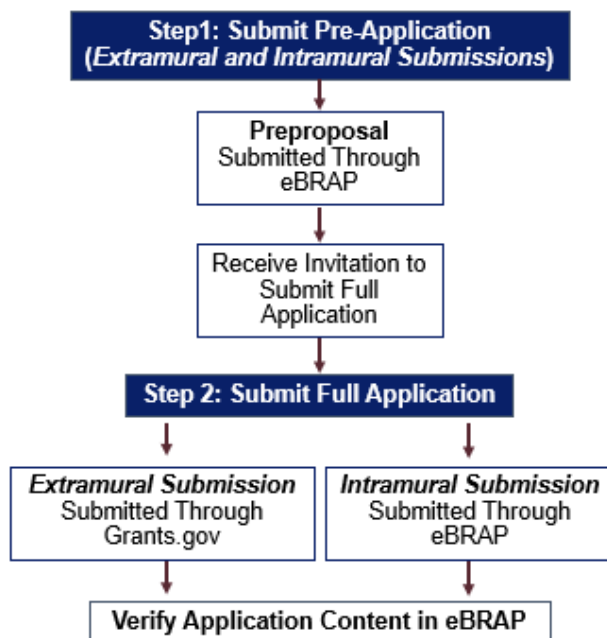 Step1: Submit Pre-Application
(Extramural and Intramural Submissions)
Preproposal
Submitted Through
eBRAP
Receive Invitation to
Submit Full
Application
Step 2: Submit Full Application
Extramural Submission
Submitted Through
Grants.gov
Intramural Submission
Submitted Through
eBRAP
Verify Application Content in eBRAP